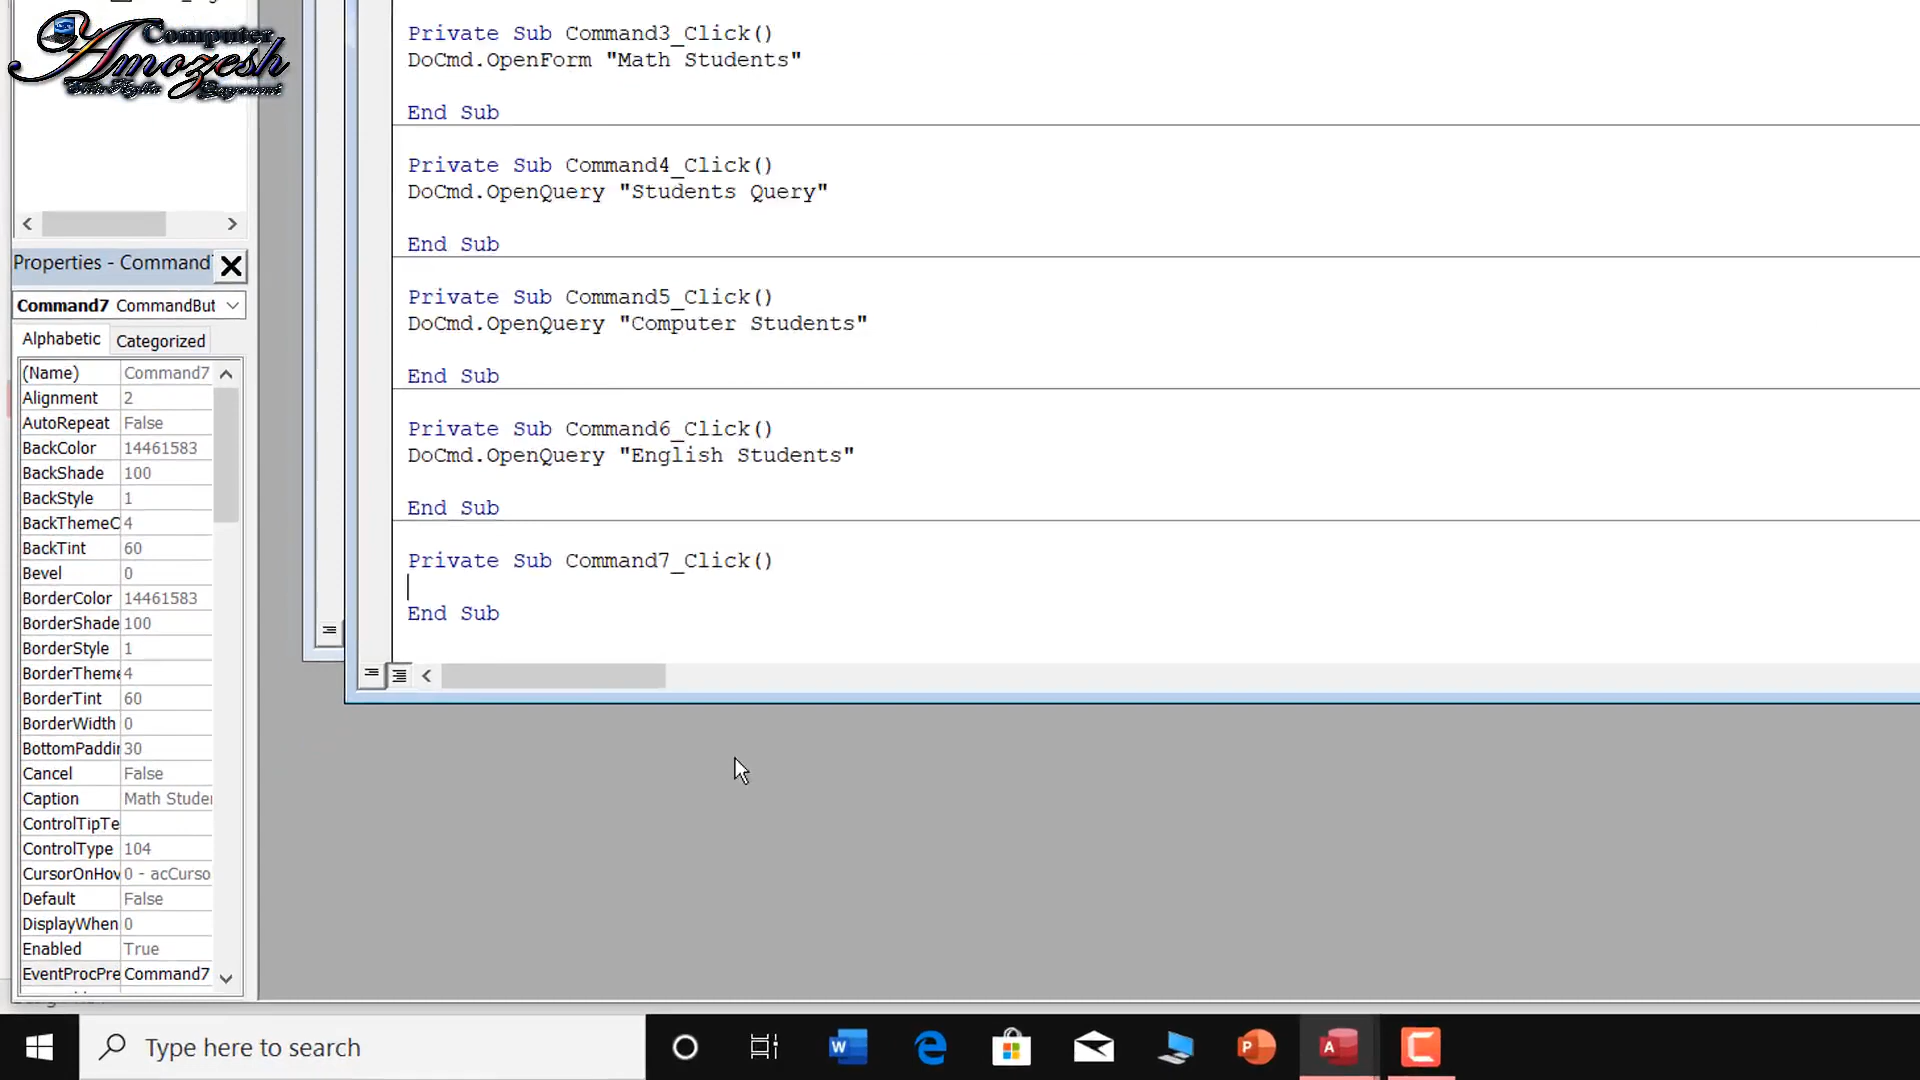 Computer
Amozesh
Private Sub Command3_Click()
DoCmd.OpenForm "Math Students"
End Sub
Private Sub Command4_Click()
DoCmd.OpenQuery "Students Query"
End Sub
Private Sub Command5_Click()
DoCmd.OpenQuery "Computer Students"
End Sub
Private Sub Command6_Click()
DoCmd.OpenQuery "English Students"
End Sub
Private Sub Command7_Click()
End Sub
Properties - Command7
Command7 CommandBut
Alphabetic Categorized
(Name) Command7
Alignment 2
AutoRepeat False
BackColor 14461583
BackShade 100
BackStyle 1
BackThemeC 4
BackTint 60
Bevel 0
BorderColor 14461583
BorderShade 100
BorderStyle 1
BorderTheme 4
BorderTint 60
BorderWidth 0
BottomPaddin 30
Cancel False
Caption Math Studen
ControlTipTe
ControlType 104
CursorOnHov 0 - acCurso
Default False
DisplayWhen 0
Enabled True
EventProcPre Command7
Type here to search
W
P
A